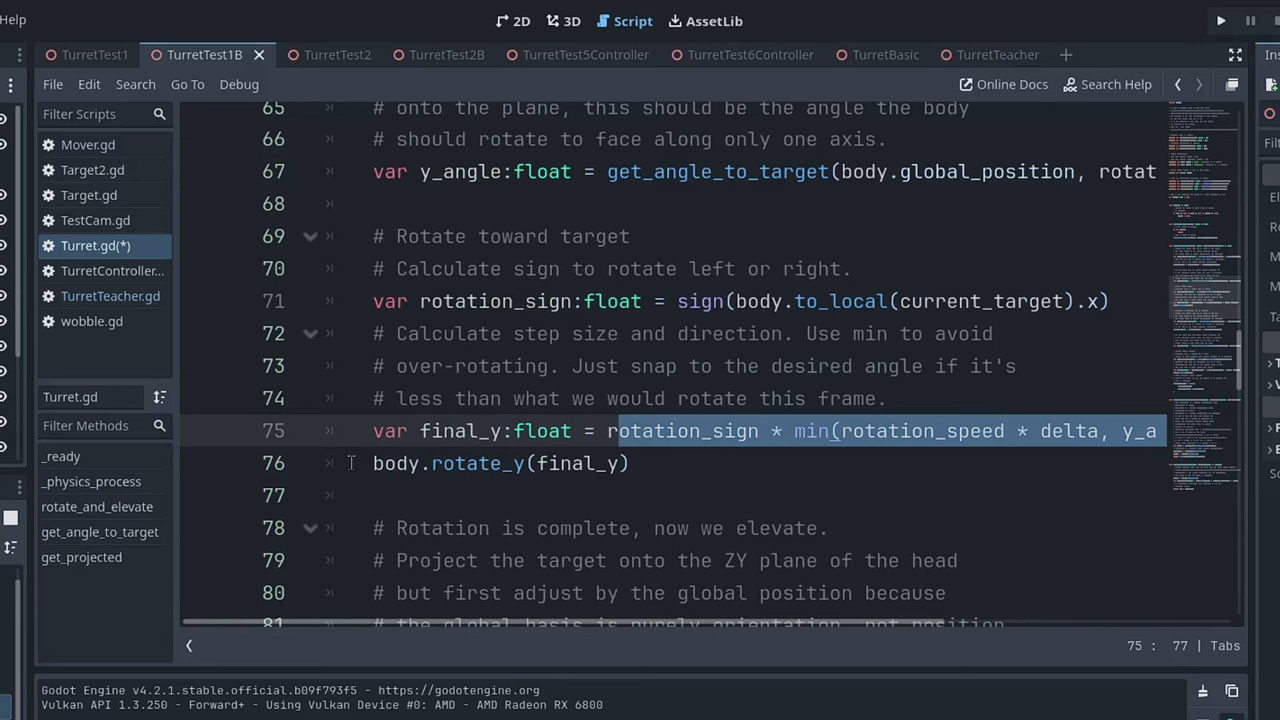 Help
2D
3D
Script
AssetLib
TurretTest1
TurretTest1B
TurretTest2
TurretTest2B
TurretTest5Controller
TurretTest6Controller
TurretBasic
TurretTeacher
File
Edit
Search
Go To
Debug
Online Docs
Search Help
Filter Scripts
Mover.gd
Target2.gd
Target.gd
TestCam.gd
Turret.gd(*)
TurretController...
TurretTeacher.gd
wobble.gd
Turret.gd
Filter Methods
_ready
_physics_process
rotate_and_elevate
get_angle_to_target
get_projected
65 # onto the plane, this should be the angle the body
66 # should rotate to face along only one axis.
67 var y_angle:float = get_angle_to_target(body.global_position, rotat
68
69 # Rotate toward target
70 # Calculate sign to rotate left or right.
71 var rotation_sign:float = sign(body.to_local(current_target).x)
72 # Calculate step size and direction. Use min to avoid
73 # over-rotating. Just snap to the desired angle if it's
74 # less than what we would rotate this frame.
75 var final_y:float = rotation_sign * min(rotation_speed * delta, y_a
76 body.rotate_y(final_y)
77
78 # Rotation is complete, now we elevate.
79 # Project the target onto the ZY plane of the head
80 # but first adjust by the global position because
81 # the global basis is purely orientation, not position
75 : 77 | Tabs
Godot Engine v4.2.1.stable.official.b09f793f5 - https://godotengine.org
Vulkan API 1.3.250 - Forward+ - Using Vulkan Device #0: AMD - AMD Radeon RX 6800